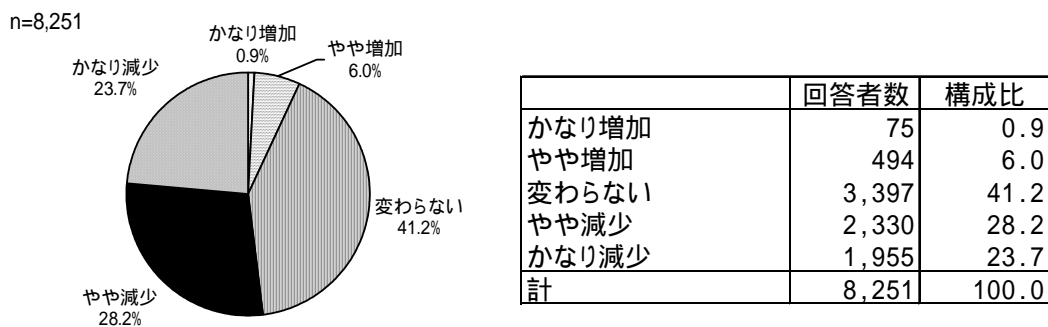 n=8,251
かなり増加
0.9%
やや増加
6.0%
かなり減少
23.7%
変わらない
41.2%
やや減少
28.2%
回答者数 構成比
かなり増加 75 0.9
やや増加 494 6.0
変わらない 3,397 41.2
やや減少 2,330 28.2
かなり減少 1,955 23.7
計 8,251 100.0